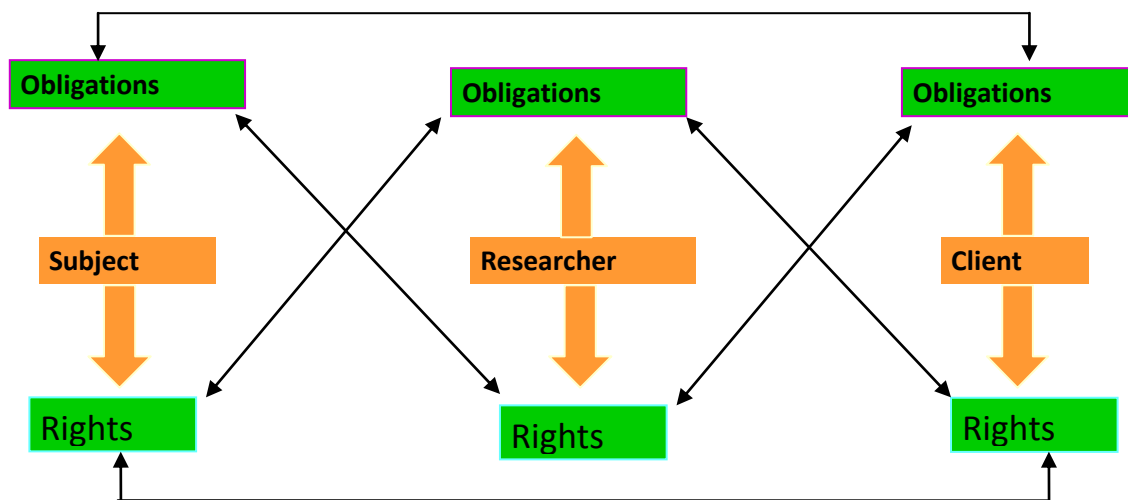 Obligations
Obligations
Obligations
Subject
Researcher
Client
Rights
Rights
Rights